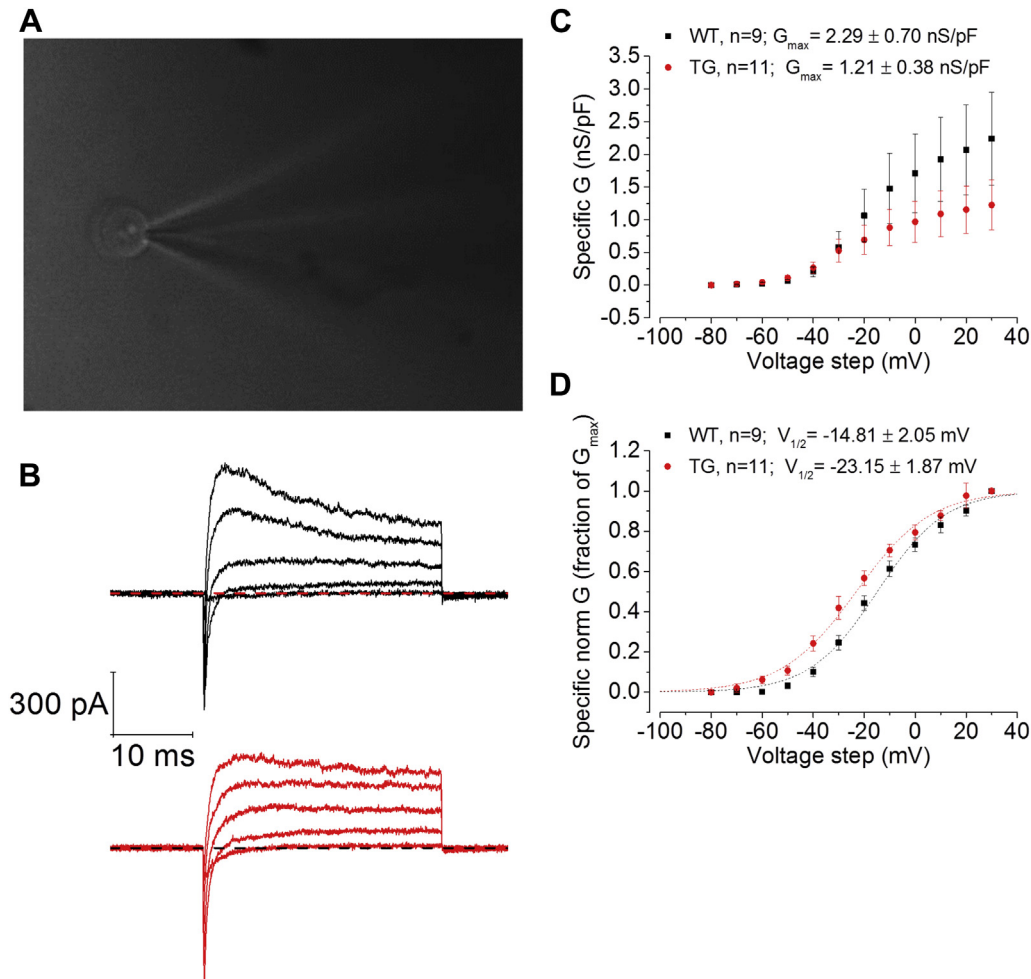 A
B
300 pA
10 ms
C
WT, n=9; Gmax= 2.29 ± 0.70 nS/pF
TG, n=11; Gmax= 1.21 ± 0.38 nS/pF
Specific G (nS/pF)
3.5
3.0
2.5
2.0
1.5
1.0
0.5
0.0
-0.5
-100 -80 -60 -40 -20 0 20 40
Voltage step (mV)
D
WT, n=9; V1/2= -14.81 ± 2.05 mV
TG, n=11; V1/2= -23.15 ± 1.87 mV
Specific norm G (fraction of Gmax)
1.2
1.0
0.8
0.6
0.4
0.2
0.0
-100 -80 -60 -40 -20 0 20 40
Voltage step (mV)